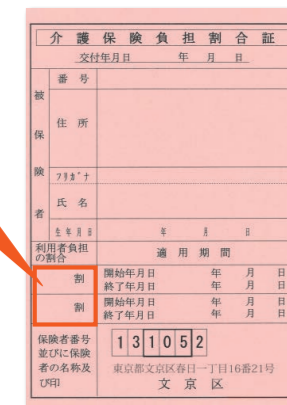 介護保険負担割合証
交付年月日 年 月 日
被保険者
番号
住所
フリガナ
氏名
生年月日 年 月 日
利用者負担の割合 適用期間
割 開始年月日 年 月 日
終了年月日 年 月 日
割 開始年月日 年 月 日
終了年月日 年 月 日
保険者番号
並びに保険
者の名称及
び印
131052
東京都文京区春日一丁目16番21号
文京区